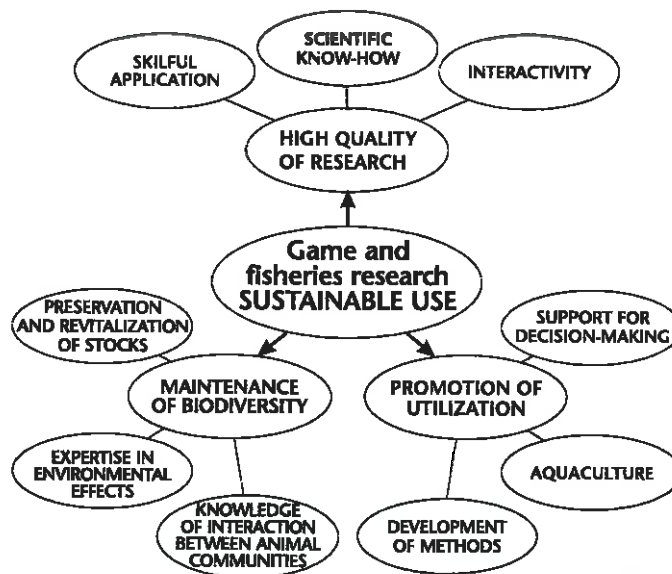 SCIENTIFIC
KNOW-HOW
SKILFUL
APPLICATION
INTERACTIVITY
HIGH QUALITY
OF RESEARCH
Game and
fisheries research
SUSTAINABLE USE
PRESERVATION
AND REVITALIZATION
OF STOCKS
SUPPORT FOR
DECISION-MAKING
MAINTENANCE
OF BIODIVERSITY
PROMOTION OF
UTILIZATION
EXPERTISE IN
ENVIRONMENTAL
EFFECTS
AQUACULTURE
KNOWLEDGE
OF INTERACTION
BETWEEN ANIMAL
COMMUNITIES
DEVELOPMENT
OF METHODS